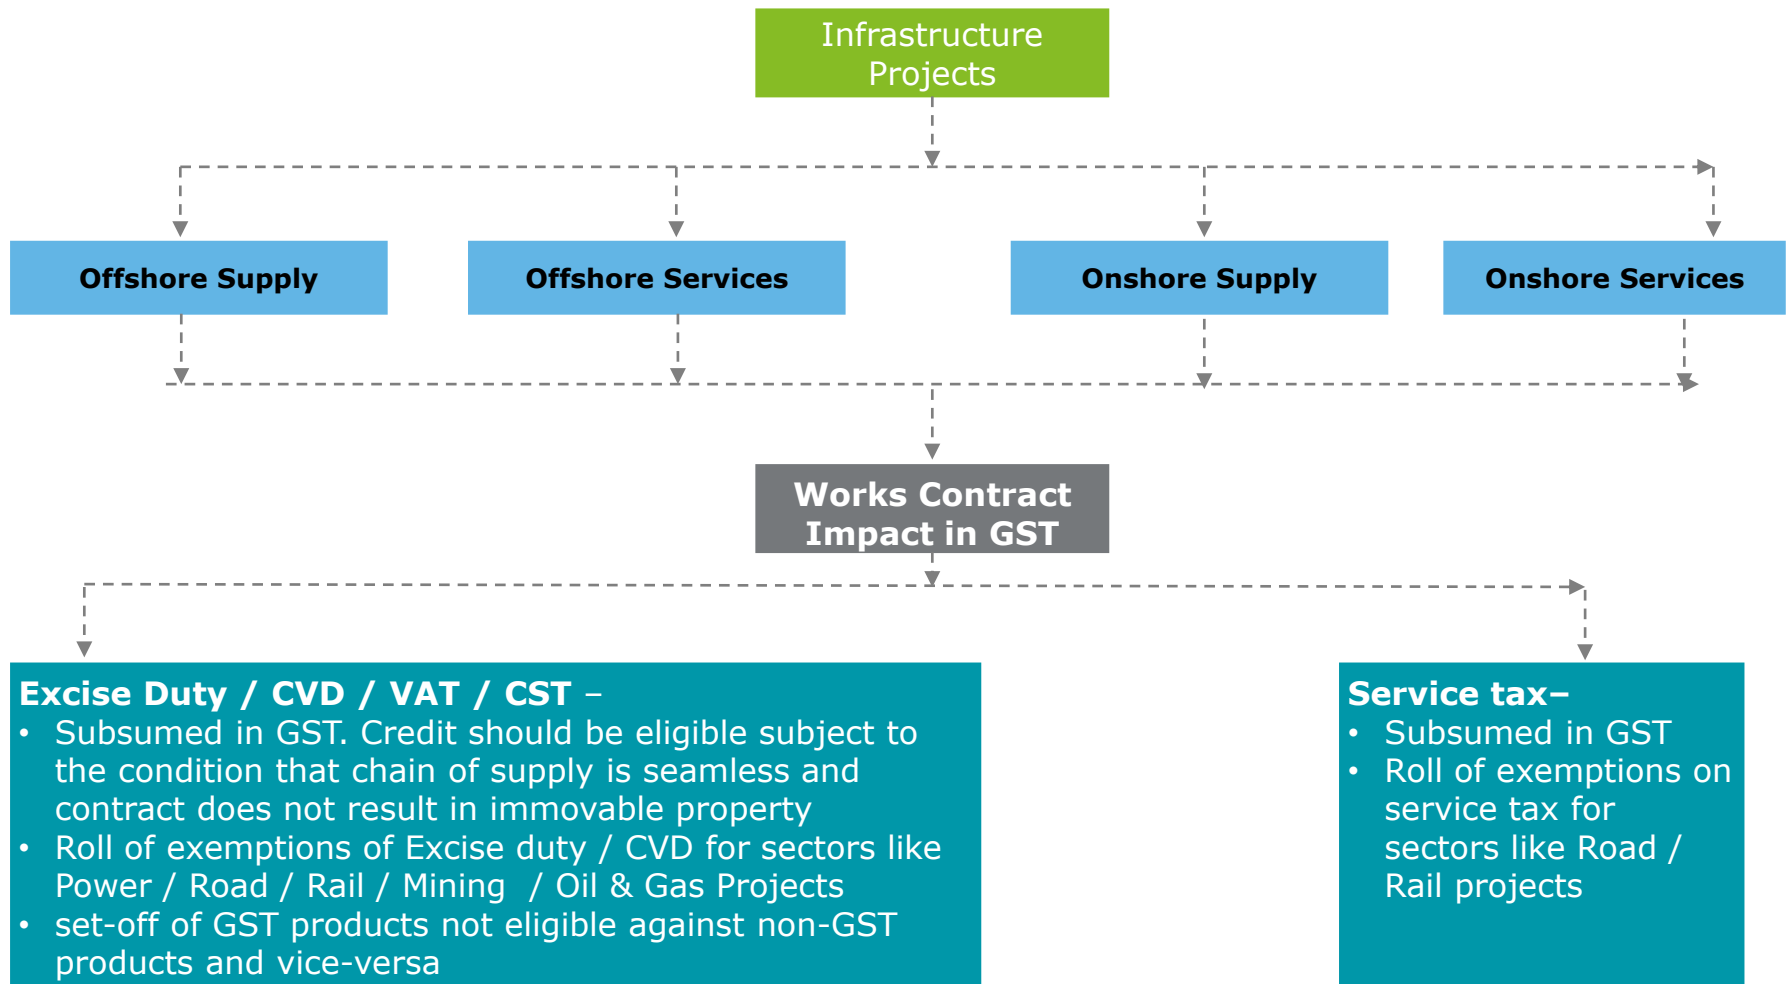 Infrastructure
Projects
Offshore Supply
Offshore Services
Onshore Supply
Onshore Services
Works Contract
Impact in GST
Excise Duty / CVD / VAT / CST –
• Subsumed in GST. Credit should be eligible subject to
the condition that chain of supply is seamless and
contract does not result in immovable property
• Roll of exemptions of Excise duty / CVD for sectors like
Power / Road / Rail / Mining / Oil & Gas Projects
• set-off of GST products not eligible against non-GST
products and vice-versa
Service tax–
• Subsumed in GST
• Roll of exemptions on
service tax for
sectors like Road /
Rail projects